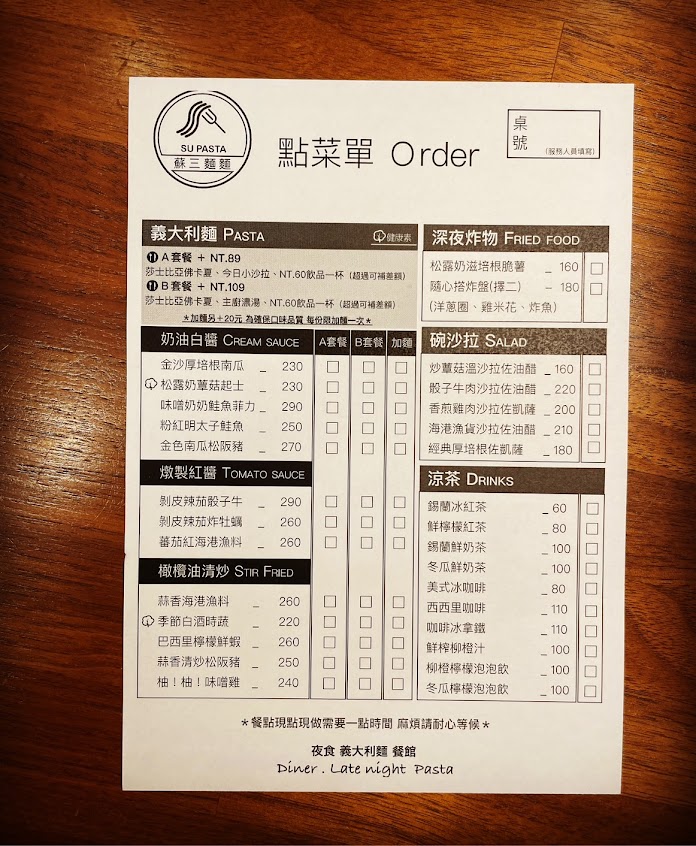 SU PASTA
蘇三麵麵
點菜單 Order
桌號
(服務人員填寫)
義大利麵 PASTA
健康素
A套餐 + NT.89
莎士比亞佛卡夏、今日小沙拉、NT.60飲品一杯 (超過可補差額)
B套餐 + NT.109
莎士比亞佛卡夏、主廚濃湯、NT.60飲品一杯 (超過可補差額)
*加麵另+20元 為確保口味品質 每份限加麵一次*
奶油白醬 CREAM SAUCE A套餐 B套餐 加麵
金沙厚培根南瓜 _ 230
松露奶蕈菇起士 _ 230
味噌奶奶鮭魚菲力 _ 290
粉紅明太子鮭魚 _ 250
金色南瓜松阪豬 _ 270
燉製紅醬 TOMATO SAUCE
剝皮辣茄骰子牛 _ 290
剝皮辣茄炸牡蠣 _ 260
蕃茄紅海港漁料 _ 260
橄欖油清炒 STIR FRIED
蒜香海港漁料 _ 260
季節白酒時蔬 _ 220
巴西里檸檬鮮蝦 _ 260
蒜香清炒松阪豬 _ 250
柚!柚!味噌雞 _ 240
深夜炸物 FRIED FOOD
松露奶滋培根脆薯 _ 160
隨心搭炸盤(擇二) _ 180
(洋蔥圈、雞米花、炸魚)
碗沙拉 SALAD
炒蕈菇溫沙拉佐油醋 _ 160
骰子牛肉沙拉佐油醋 _ 220
香煎雞肉沙拉佐凱薩 _ 200
海港漁貨沙拉佐油醋 _ 210
經典厚培根佐凱薩 _ 180
涼茶 DRINKS
錫蘭冰紅茶 _ 60
鮮檸檬紅茶 _ 80
錫蘭鮮奶茶 _ 100
冬瓜鮮奶茶 _ 100
美式冰咖啡 _ 80
西西里咖啡 _ 110
咖啡冰拿鐵 _ 110
鮮榨柳橙汁 _ 100
柳橙檸檬泡泡飲 _ 110
冬瓜檸檬泡泡飲 _ 100
*餐點現點現做需要一點時間 麻煩請耐心等候*
夜食 義大利麵 餐館
Diner . Late night Pasta